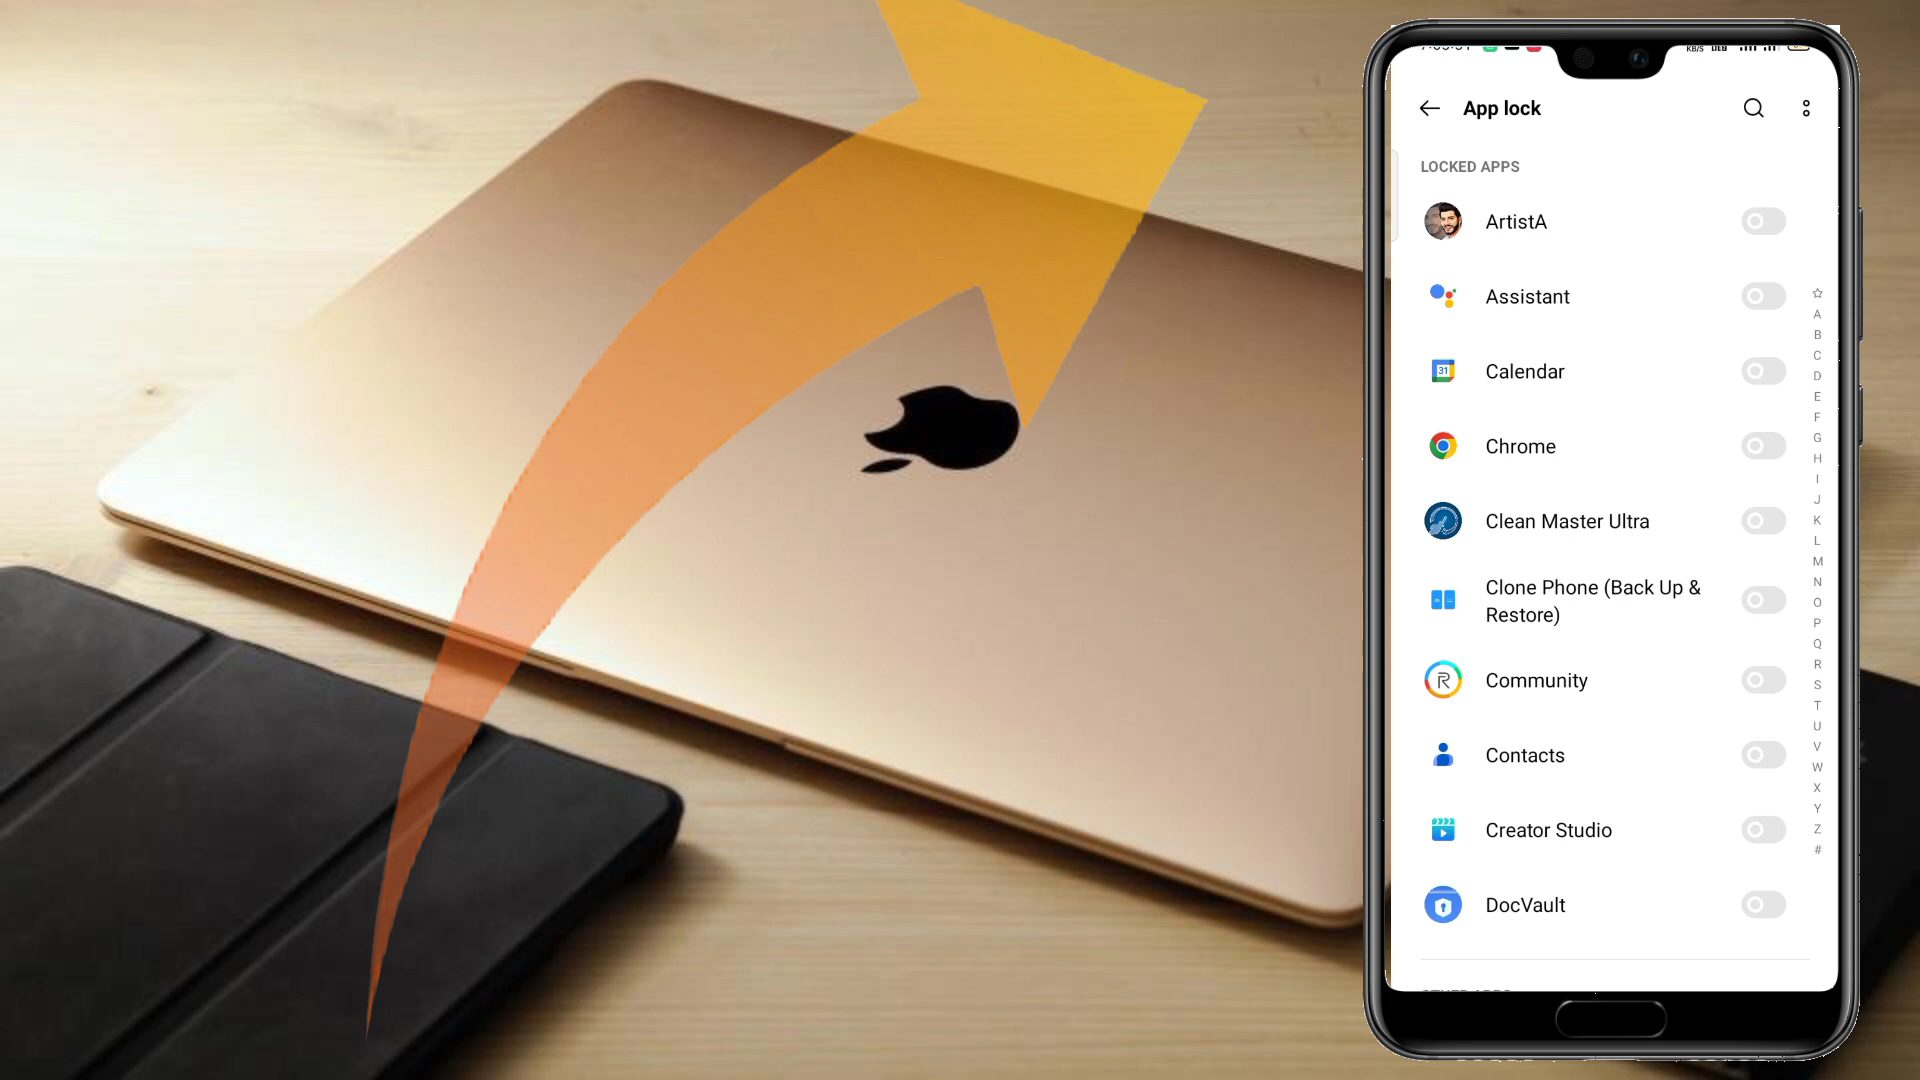 App lock
LOCKED APPS
ArtistA
Assistant
31
Calendar
Chrome
Clean Master Ultra
Clone Phone (Back Up &
Restore)
R
Community
Contacts
Creator Studio
DocVault
A
B
C
D
E
F
G
H
I
J
K
L
M
N
O
P
Q
R
S
T
U
V
W
X
Y
Z
#